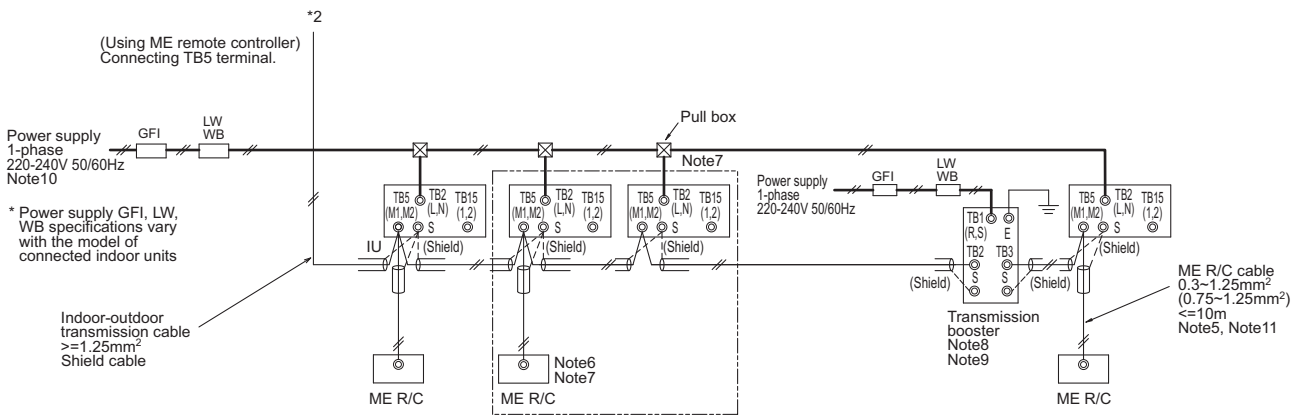 *2
(Using ME remote controller)
Connecting TB5 terminal.
Power supply
1-phase
220-240V 50/60Hz
Note10
GFI
LW
WB
* Power supply GFI, LW,
WB specifications vary
with the model of
connected indoor units
Indoor-outdoor
transmission cable
>=1.25mm²
Shield cable
Pull box
Note7
TB5
(M1,M2)
TB2
(L,N)
TB15
(1,2)
S
IU
(Shield)
ME R/C
TB5
(M1,M2)
TB2
(L,N)
TB15
(1,2)
S
(Shield)
Note6
Note7
ME R/C
TB5
(M1,M2)
TB2
(L,N)
TB15
(1,2)
S
(Shield)
Power supply
1-phase
220-240V 50/60Hz
GFI
LW
WB
TB1
(R,S)
E
TB2
TB3
S
S
(Shield)
(Shield)
Transmission
booster
Note8
Note9
TB5
(M1,M2)
TB2
(L,N)
TB15
(1,2)
S
(Shield)
ME R/C cable
0.3~1.25mm²
(0.75~1.25mm²)
<=10m
Note5, Note11
ME R/C